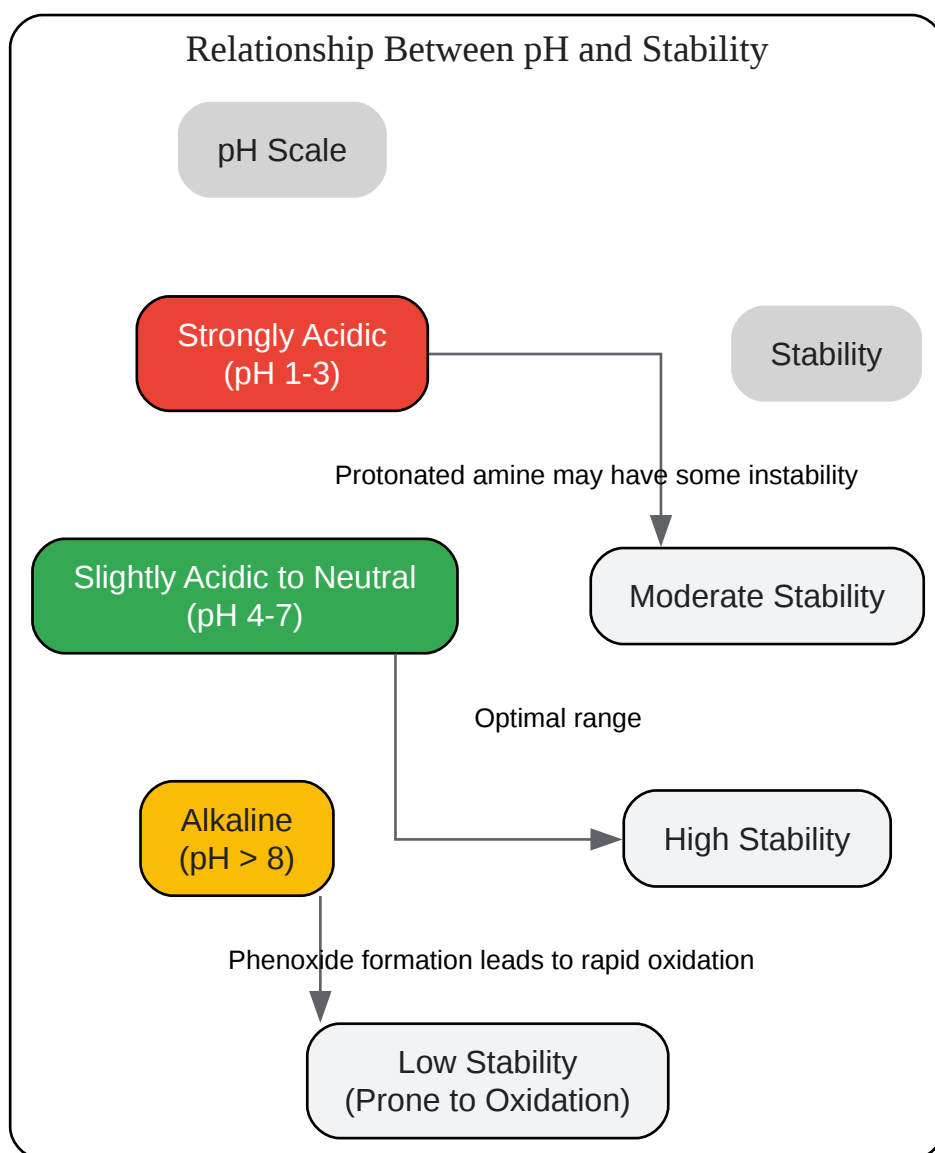 Relationship Between pH and Stability
pH Scale
Strongly Acidic
(pH 1-3)
Stability
Protonated amine may have some instability
Slightly Acidic to Neutral
(pH 4-7)
Moderate Stability
Optimal range
Alkaline
(pH > 8)
High Stability
Phenoxide formation leads to rapid oxidation
Low Stability
(Prone to Oxidation)